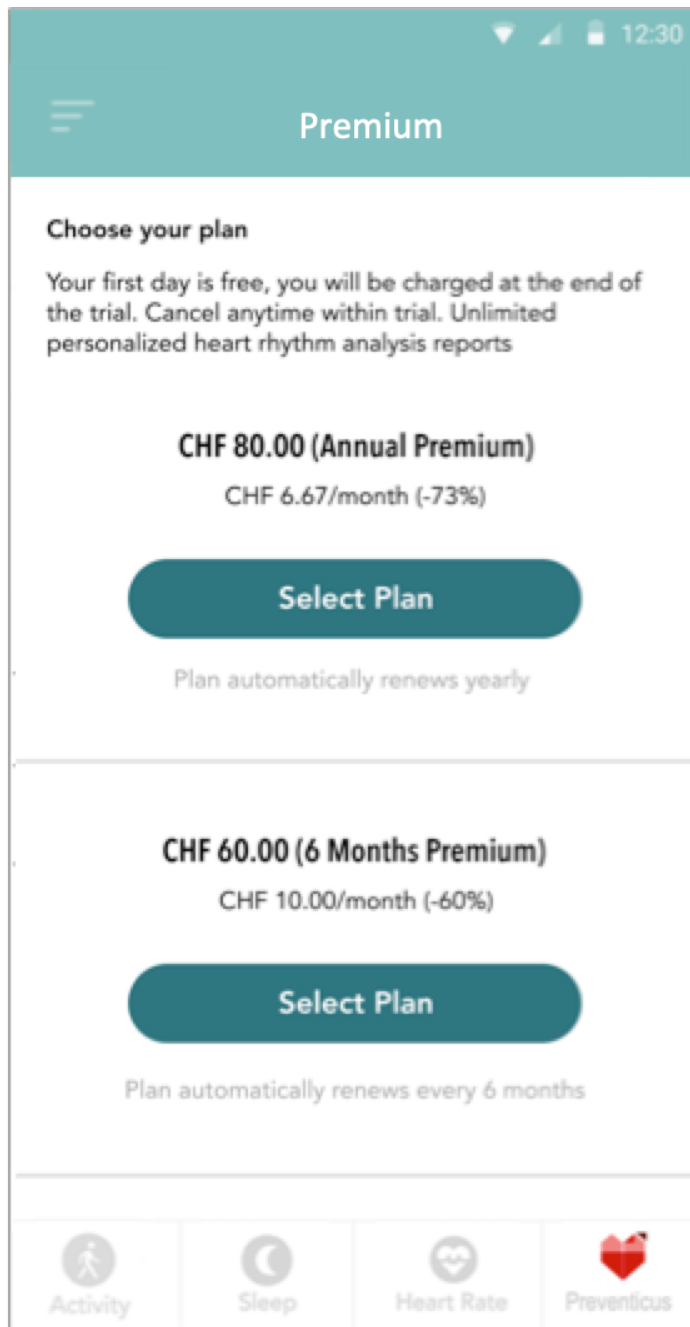 12:30
Premium
Choose your plan
Your first day is free, you will be charged at the end of
the trial. Cancel anytime within trial. Unlimited
personalized heart rhythm analysis reports
CHF 80.00 (Annual Premium)
CHF 6.67/month (-73%)
Select Plan
Plan automatically renews yearly
CHF 60.00 (6 Months Premium)
CHF 10.00/month (-60%)
Select Plan
Plan automatically renews every 6 months
Activity Sleep Heart Rate Preventicus